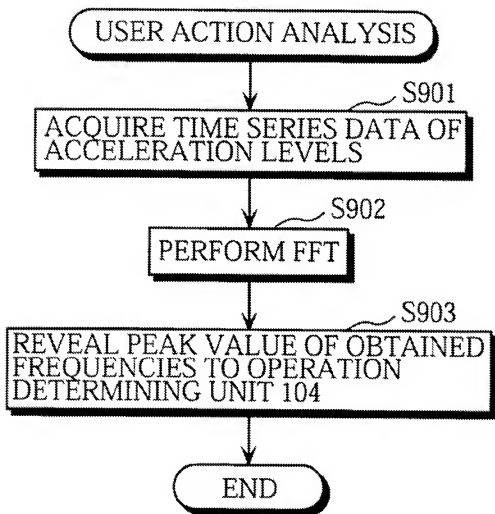 USER ACTION ANALYSIS
S901
ACQUIRE TIME SERIES DATA OF
ACCELERATION LEVELS
S902
PERFORM FFT
S903
REVEAL PEAK VALUE OF OBTAINED
FREQUENCIES TO OPERATION
DETERMINING UNIT 104
END